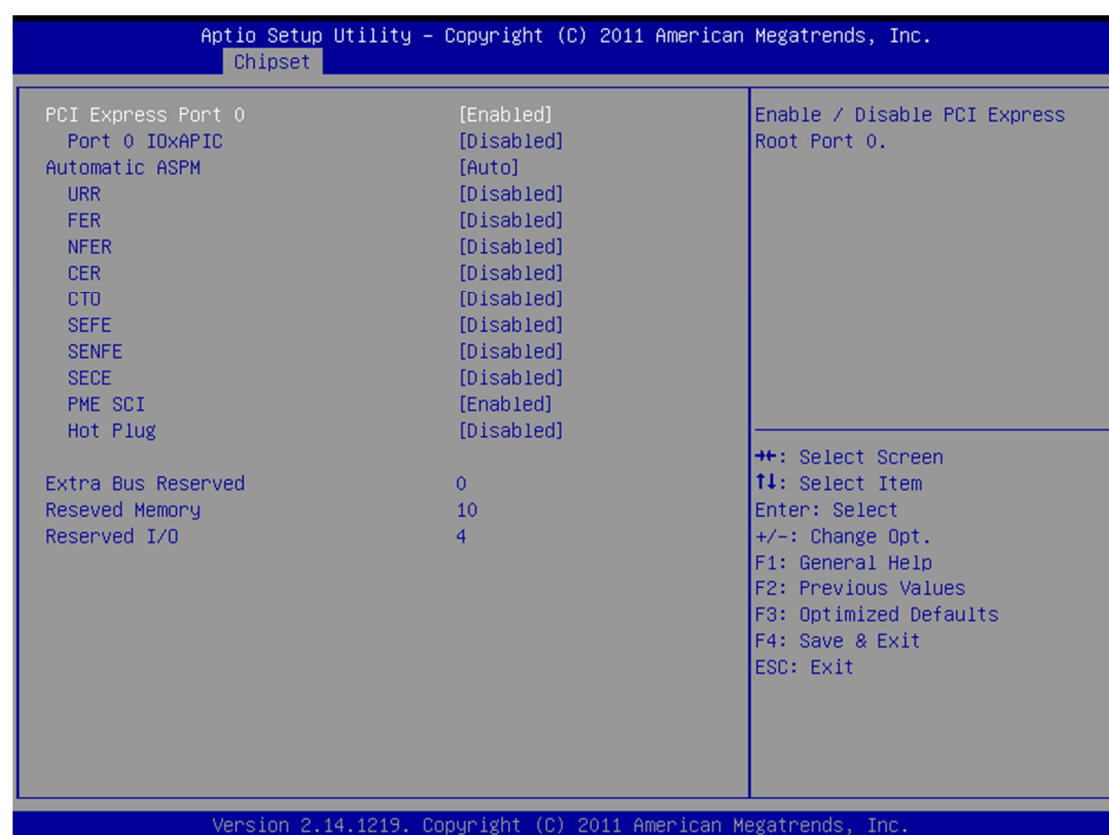 Aptio Setup Utility – Copyright (C) 2011 American Megatrends, Inc.
Chipset
PCI Express Port 0 [Enabled]
Port 0 IOxAPIC [Disabled]
Automatic ASPM [Auto]
URR [Disabled]
FER [Disabled]
NFER [Disabled]
CER [Disabled]
CTO [Disabled]
SEFE [Disabled]
SENFE [Disabled]
SECE [Disabled]
PME SCI [Enabled]
Hot Plug [Disabled]
Extra Bus Reserved 0
Reseved Memory 10
Reserved I/O 4
Enable / Disable PCI Express
Root Port 0.
→←: Select Screen
↑↓: Select Item
Enter: Select
+/-: Change Opt.
F1: General Help
F2: Previous Values
F3: Optimized Defaults
F4: Save & Exit
ESC: Exit
Version 2.14.1219. Copyright (C) 2011 American Megatrends, Inc.